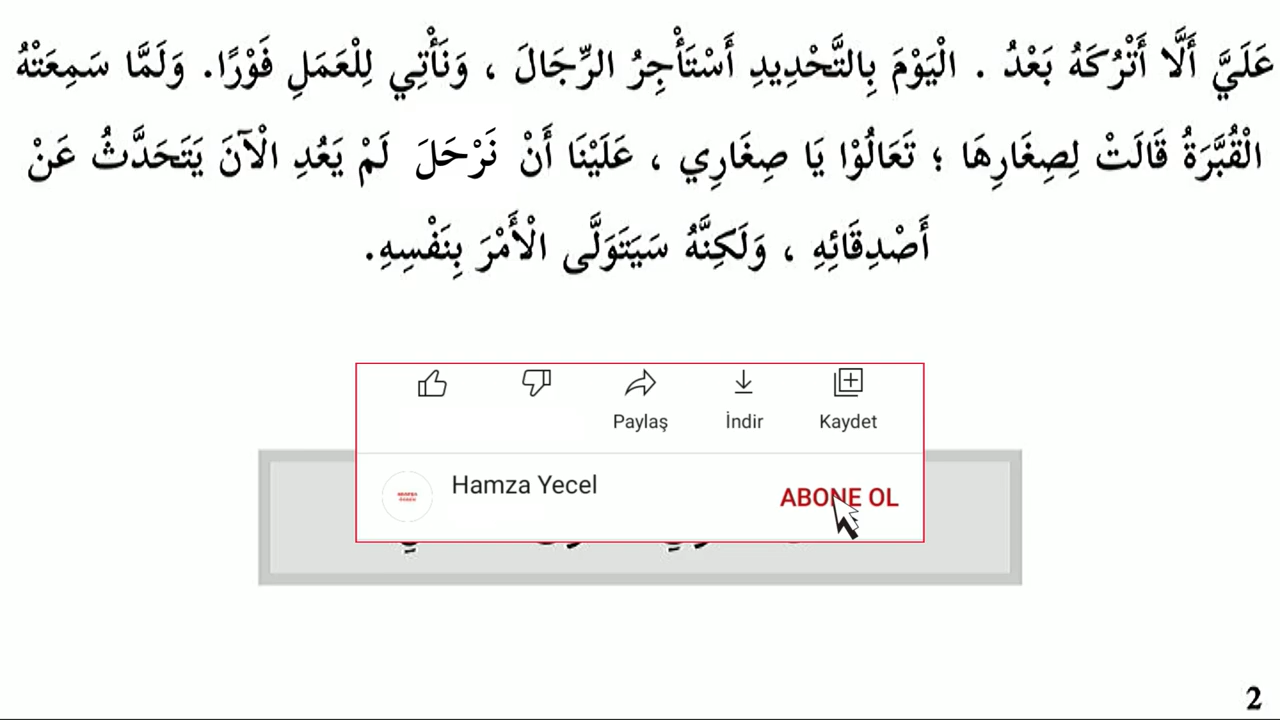 عَلَيَّ أَلَّا أَتْرُكَهُ بَعْدُ . الْيَوْمَ بِالتَّحْدِيدِ أَسْتَأْجِرُ الرِّجَالَ ، وَنَأْتِي لِلْعَمَلِ فَوْرًا. وَلَمَّا سَمِعَتْهُ
الْقُبَّرَةُ قَالَتْ لِصِغَارِهَا ؛ تَعَالُوْا يَا صِغَارِي ، عَلَيْنَا أَنْ نَرْحَلَ لَمْ يَعُدِ الْآنَ يَتَحَدَّثُ عَنْ
أَصْدِقَائِهِ ، وَلَكِنَّهُ سَيَتَوَلَّى الْأَمْرَ بِنَفْسِهِ.
Paylaş İndir Kaydet
Hamza Yecel ABONE OL
2